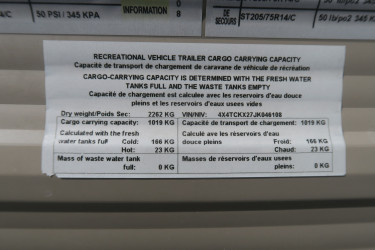 50 PSI / 345 KPA
INFORMATION
DE SECOURS ST205/75R14/C 50 lb/po2 / 345
RECREATIONAL VEHICLE TRAILER CARGO CARRYING CAPACITY
Capacité de transport de chargement de caravane de véhicule de récréation
CARGO-CARRYING CAPACITY IS DETERMINED WITH THE FRESH WATER
TANKS FULL AND THE WASTE TANKS EMPTY
Capacité de transport est calculée avec les reservoirs d'eau douce
pleins et les reservoirs d'eaux usees vides
Dry weight/Poids Sec: 2262 KG VIN/NIV: 4X4TCKX27JK046198
Cargo carrying capacity: 1019 KG Capacité de transport de chargement: 1019 KG
Calculated with the fresh Calculé ave les réservoirs d'eau
water tanks full Cold: 166 KG douce pleins Froid: 166 KG
Hot: 23 KG Chaud: 23 KG
Mass of waste water tank Masses de réservoirs d'eaux usees
full: 0 KG pleins: 0 KG